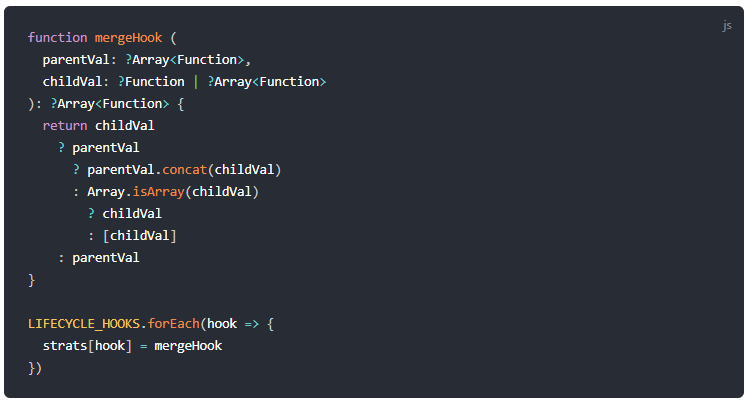 js
function mergeHook (
  parentVal: ?Array<Function>,
  childVal: ?Function | ?Array<Function>
): ?Array<Function> {
  return childVal
    ? parentVal
      ? parentVal.concat(childVal)
      : Array.isArray(childVal)
        ? childVal
        : [childVal]
    : parentVal
}

LIFECYCLE_HOOKS.forEach(hook => {
  strats[hook] = mergeHook
})